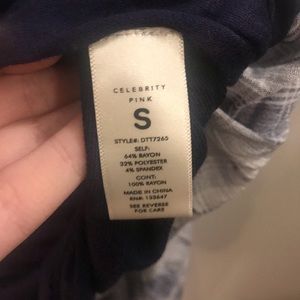 CELEBRITY
PINK
S
STYLE#: DTT7265
SELF:
64% RAYON
32% POLYESTER
4% SPANDEX
CONT:
100% RAYON
MADE IN CHINA
RN#: 133647
SEE REVERSE
FOR CARE